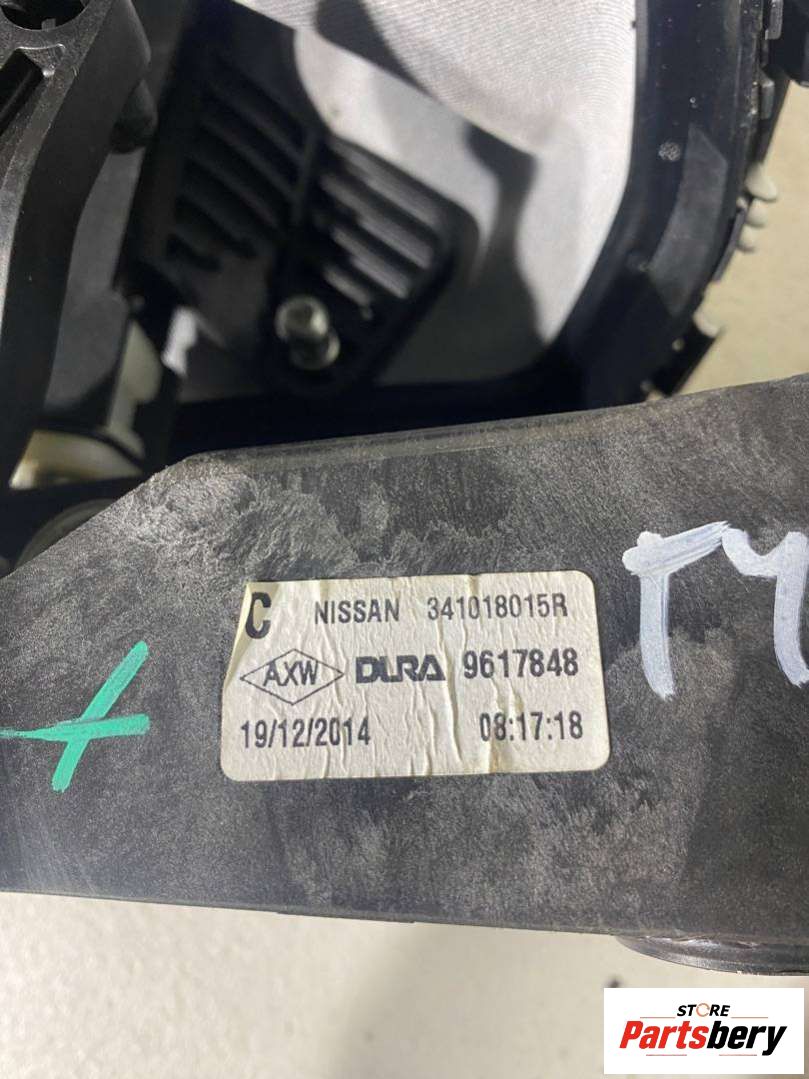 C NISSAN 341018015R
AXW DURA 9617848
19/12/2014 08:17:18
STORE
Partsbery